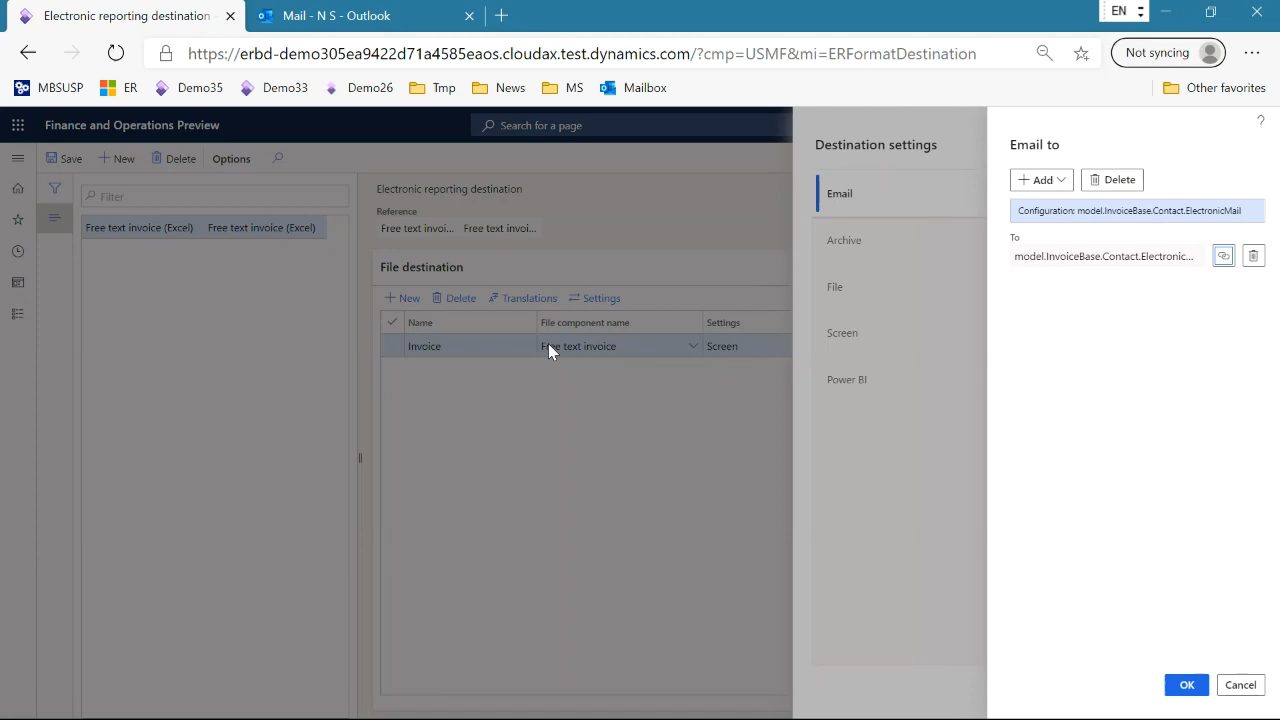 Electronic reporting destination
Mail - N S - Outlook
EN
https://erbd-demo305ea9422d71a4585eaos.cloudax.test.dynamics.com/?cmp=USMF&mi=ERFormatDestination
Not syncing
MBSUSP
ER
Demo35
Demo33
Demo26
Tmp
News
MS
Mailbox
Other favorites
Finance and Operations Preview
Search for a page
?
Save
New
Delete
Options
Filter
Free text invoice (Excel) Free text invoice (Excel)
Electronic reporting destination
Reference
Free text invoi... Free text invoi...
File destination
New
Delete
Translations
Settings
Name
File component name
Settings
Invoice
Free text invoice
Screen
Destination settings
Email
Archive
File
Screen
Power BI
Email to
Add
Delete
Configuration: model.InvoiceBase.Contact.ElectronicMail
To
model.InvoiceBase.Contact.Electronic...
OK
Cancel